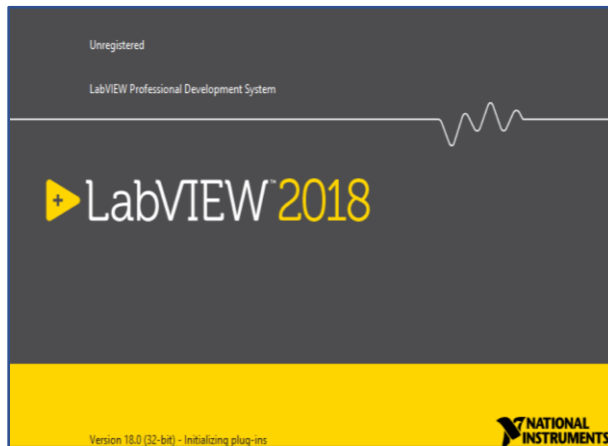 Unregistered
LabVIEW Professional Development System
LabVIEW™ 2018
Version 18.0 (32-bit) - Initializing plug-ins
NATIONAL
INSTRUMENTS